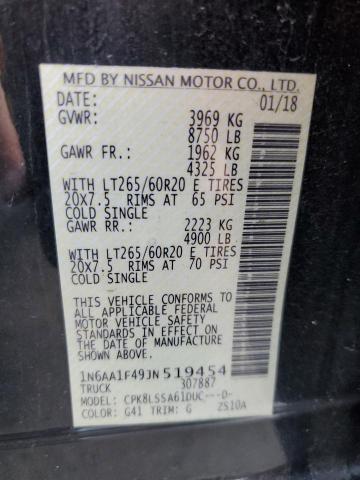 MFD BY NISSAN MOTOR CO., LTD.
DATE: 01/18
GVWR: 3969 KG
8750 LB
GAWR FR.: 1962 KG
4325 LB
WITH LT265/60R20 E TIRES
20X7.5 RIMS AT 65 PSI
COLD SINGLE
GAWR RR.: 2223 KG
4900 LB
WITH LT265/60R20 E TIRES
20X7.5 RIMS AT 70 PSI
COLD SINGLE
THIS VEHICLE CONFORMS TO
ALL APPLICABLE FEDERAL
MOTOR VEHICLE SAFETY
STANDARDS IN EFFECT ON
THE DATE OF MANUFACTURE
SHOWN ABOVE.
1N6AA1F49JN519454
TRUCK 307887
MODEL: CPK8LSSA61DUC---D-
COLOR: G41 TRIM: G ZS10A